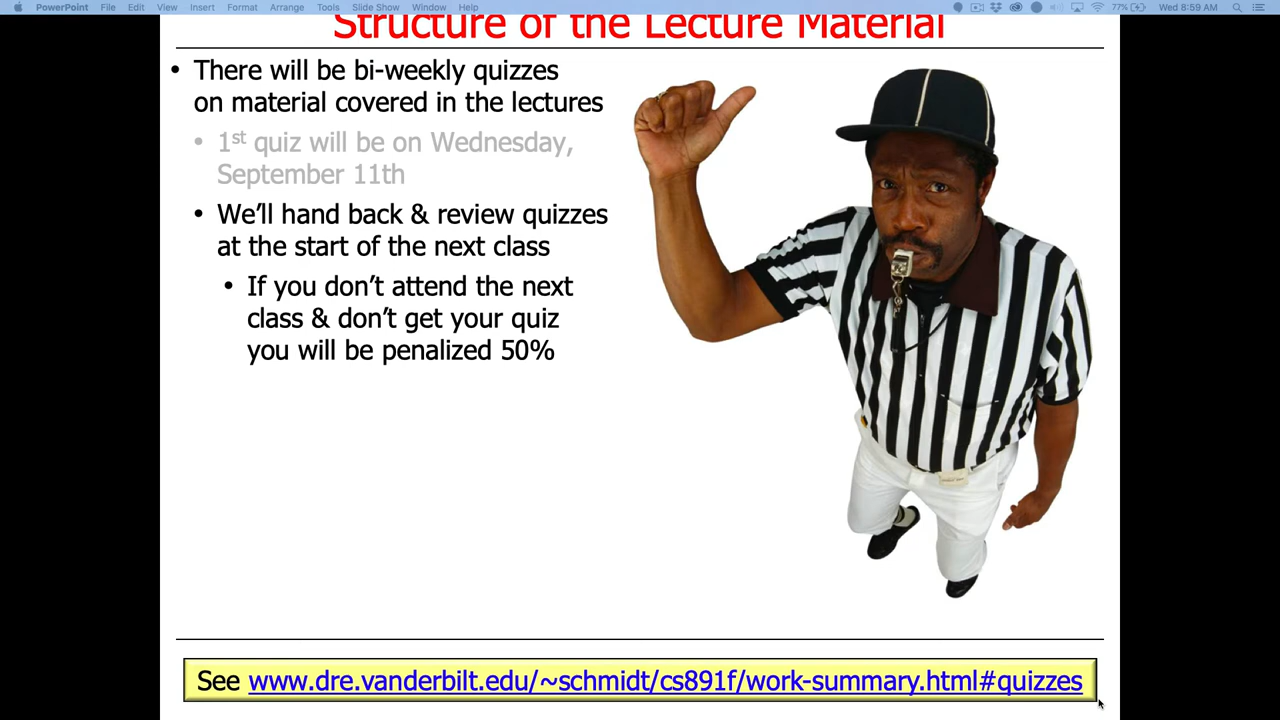 PowerPoint File Edit View Insert Format Arrange Tools Slide Show Window Help 77% Wed 8:59 AM
Structure of the Lecture Material
• There will be bi-weekly quizzes
on material covered in the lectures
• 1st quiz will be on Wednesday,
September 11th
• We’ll hand back & review quizzes
at the start of the next class
• If you don’t attend the next
class & don’t get your quiz
you will be penalized 50%
See www.dre.vanderbilt.edu/~schmidt/cs891f/work-summary.html#quizzes